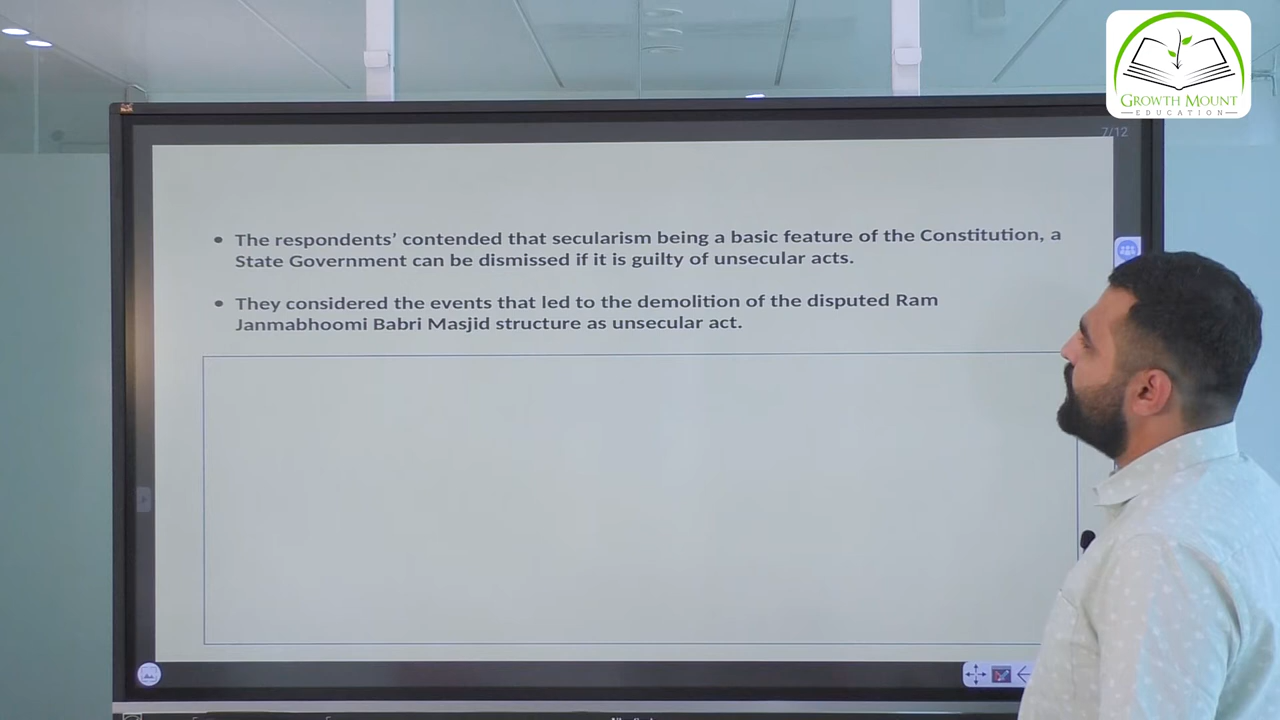 GROWTH MOUNT
EDUCATION
7/12
• The respondents’ contended that secularism being a basic feature of the Constitution, a
State Government can be dismissed if it is guilty of unsecular acts.
• They considered the events that led to the demolition of the disputed Ram
Janmabhoomi Babri Masjid structure as unsecular act.